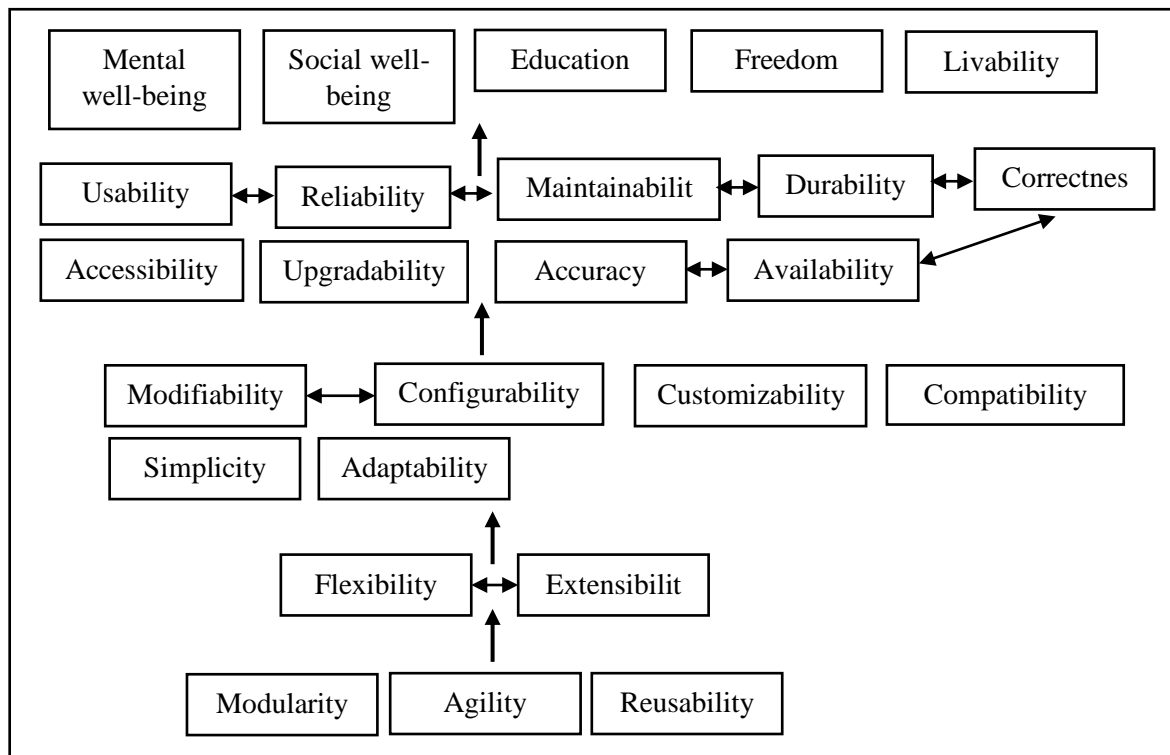 Mental
well-being
Social well-
being
Education
Freedom
Livability
Usability
Reliability
Maintainabilit
Durability
Correctnes
Accessibility
Upgradability
Accuracy
Availability
Modifiability
Configurability
Customizability
Compatibility
Simplicity
Adaptability
Flexibility
Extensibilit
Modularity
Agility
Reusability